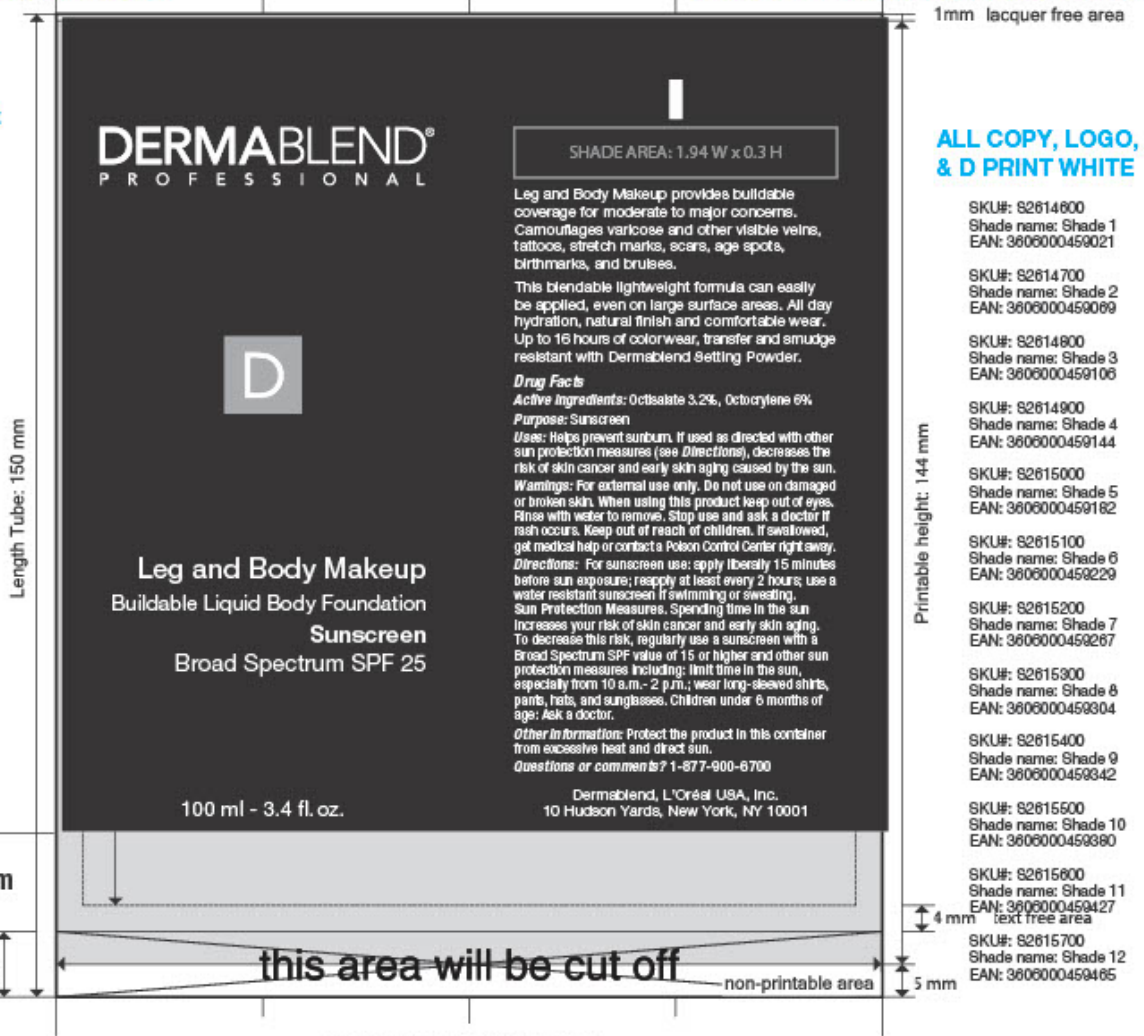 1mm lacquer free area
DERMABLEND®
PROFESSIONAL
D
Leg and Body Makeup
Buildable Liquid Body Foundation
Sunscreen
Broad Spectrum SPF 25
100 ml - 3.4 fl. oz.
SHADE AREA: 1.94 W x 0.3 H
Leg and Body Makeup provides buildable
coverage for moderate to major concerns.
Camouflages varicose and other visible veins,
tattoos, stretch marks, scars, age spots,
birthmarks, and bruises.
This blendable lightweight formula can easily
be applied, even on large surface areas. All day
hydration, natural finish and comfortable wear.
Up to 16 hours of colorwear, transfer and smudge
resistant with Dermablend Setting Powder.
Drug Facts
Active Ingredients: Octisalate 3.2%, Octocrylene 6%
Purpose: Sunscreen
Uses: Helps prevent sunburn. If used as directed with other
sun protection measures (see Directions), decreases the
risk of skin cancer and early skin aging caused by the sun.
Warnings: For external use only. Do not use on damaged
or broken skin. When using this product keep out of eyes.
Rinse with water to remove. Stop use and ask a doctor if
rash occurs. Keep out of reach of children. If swallowed,
get medical help or contact a Poison Control Center right away.
Directions: For sunscreen use: apply liberally 15 minutes
before sun exposure; reapply at least every 2 hours; use a
water resistant sunscreen if swimming or sweating.
Sun Protection Measures. Spending time in the sun
increases your risk of skin cancer and early skin aging.
To decrease this risk, regularly use a sunscreen with a
Broad Spectrum SPF value of 15 or higher and other sun
protection measures including: limit time in the sun,
especially from 10 a.m.- 2 p.m.; wear long-sleeved shirts,
pants, hats, and sunglasses. Children under 6 months of
age: Ask a doctor.
Other information: Protect the product in this container
from excessive heat and direct sun.
Questions or comments? 1-877-900-6700
Dermablend, L'Oréal USA, Inc.
10 Hudson Yards, New York, NY 10001
Length Tube: 150 mm
Printable height: 144 mm
ALL COPY, LOGO,
& D PRINT WHITE
SKU#: S2614600
Shade name: Shade 1
EAN: 3606000459021
SKU#: S2614700
Shade name: Shade 2
EAN: 3606000459069
SKU#: S2614800
Shade name: Shade 3
EAN: 3606000459106
SKU#: S2614900
Shade name: Shade 4
EAN: 3606000459144
SKU#: S2615000
Shade name: Shade 5
EAN: 3606000459182
SKU#: S2615100
Shade name: Shade 6
EAN: 3606000459229
SKU#: S2615200
Shade name: Shade 7
EAN: 3606000459267
SKU#: S2615300
Shade name: Shade 8
EAN: 3606000459304
SKU#: S2615400
Shade name: Shade 9
EAN: 3606000459342
SKU#: S2615500
Shade name: Shade 10
EAN: 3606000459380
SKU#: S2615600
Shade name: Shade 11
EAN: 3606000459427
4 mm text free area
SKU#: S2615700
Shade name: Shade 12
EAN: 3606000459465
this area will be cut off
non-printable area
5 mm
m